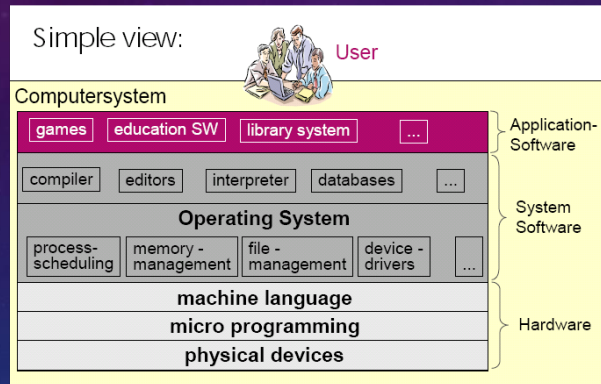 Simple view:
User
Computersystem
games education SW library system ...
Application-
Software
compiler editors interpreter databases ...
System
Software
Operating System
process-
scheduling
memory -
management
file -
management
device -
drivers
...
machine language
micro programming
physical devices
Hardware